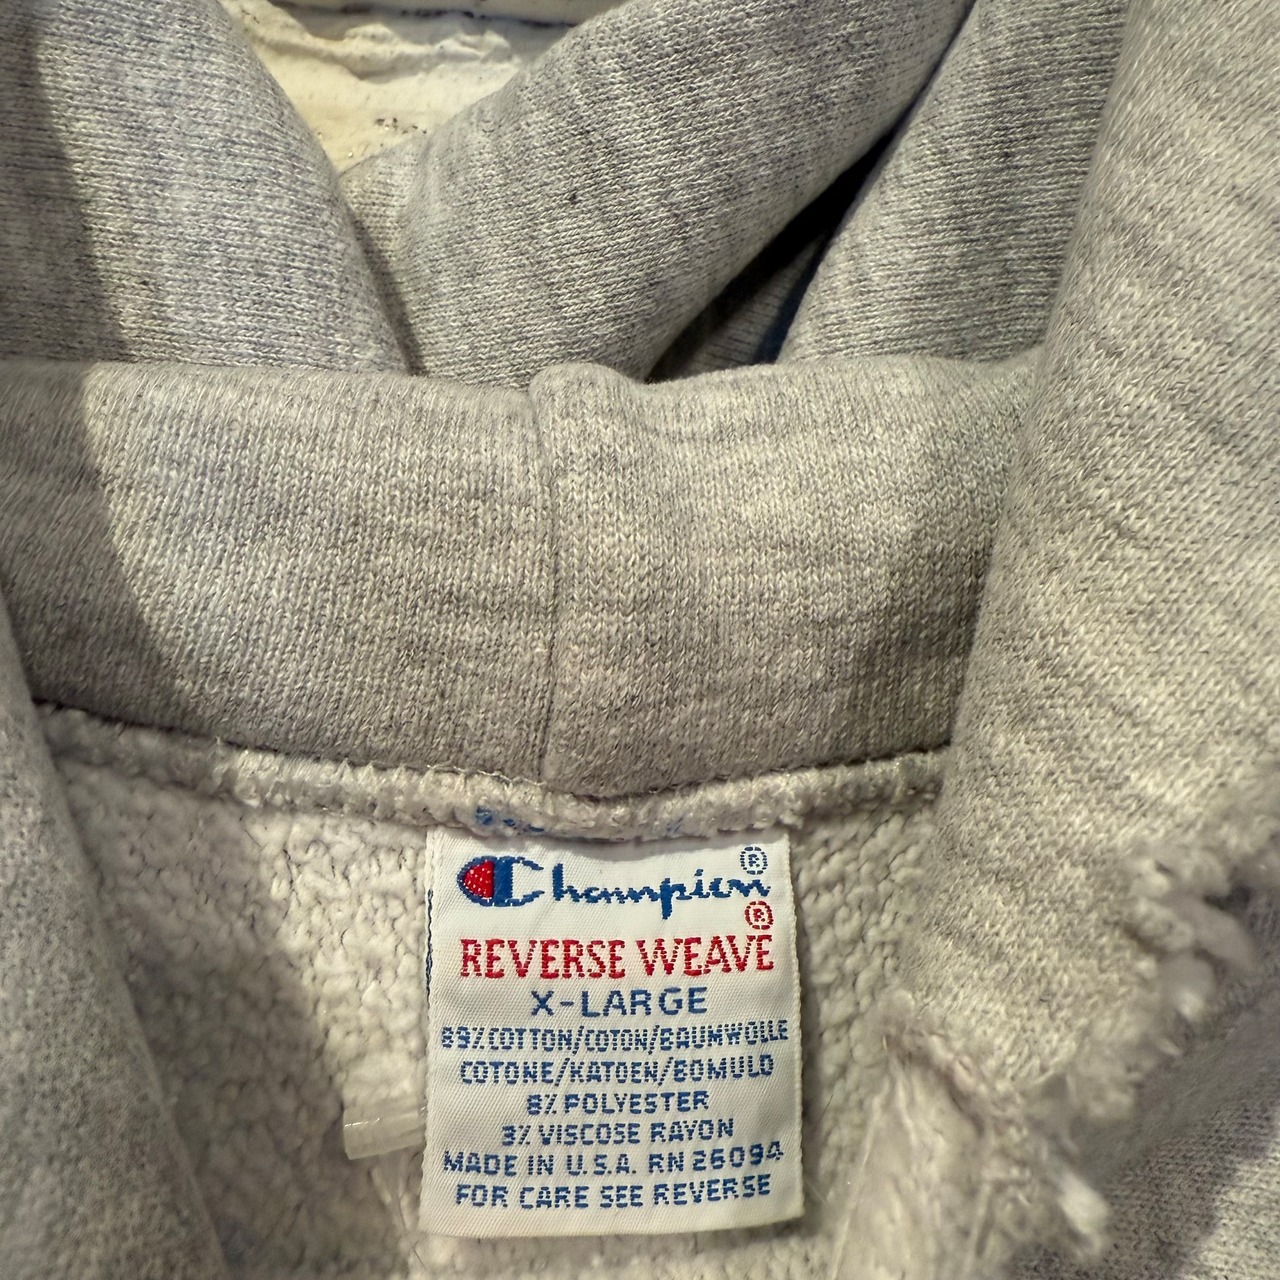 Champion®
REVERSE WEAVE®
X-LARGE
89% COTTON/COTON/BAUMWOLLE
COTONE/KATOEN/BOMULD
8% POLYESTER
3% VISCOSE RAYON
MADE IN U.S.A. RN 26094
FOR CARE SEE REVERSE